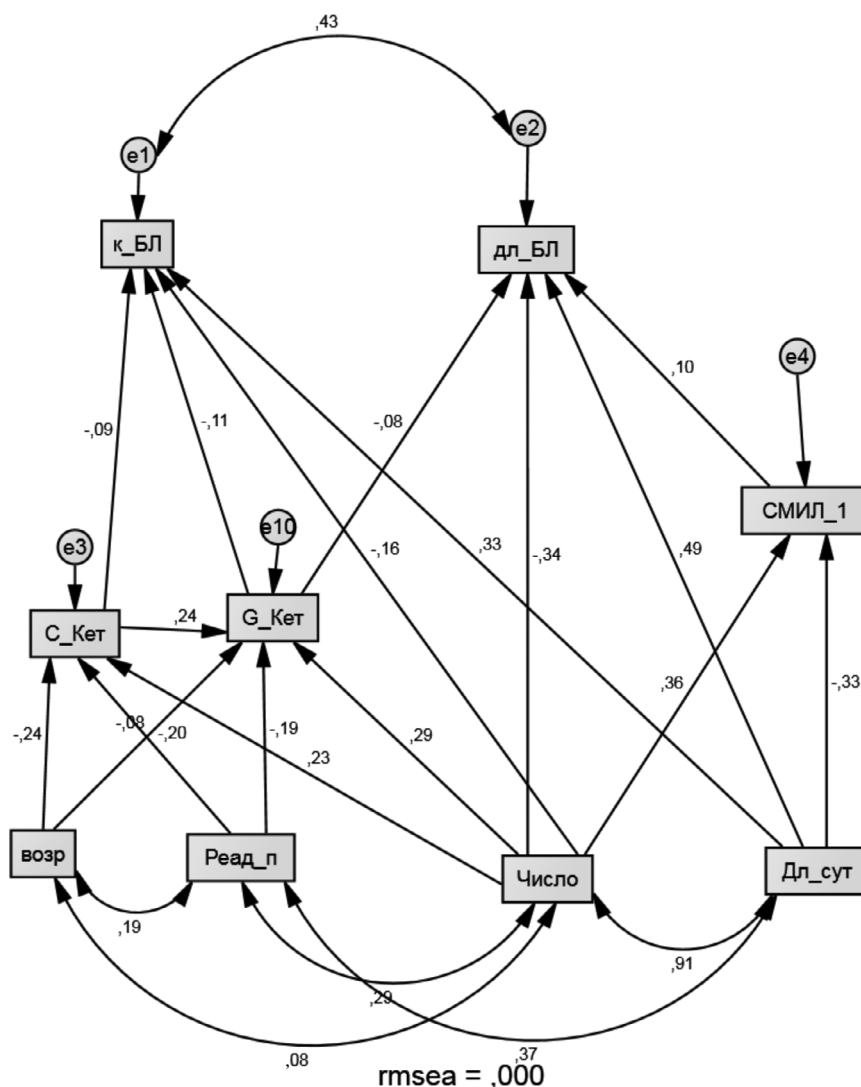 ,43
e1
e2
к_БЛ
дл_БЛ
e4
,10
-,09
-,11
-,08
СМИЛ_1
e3
e10
-,16
,33
-,34
,49
C_Кет
,24
G_Кет
,36
-,33
-,24
-,08
-,20
-,19
,23
,29
возр
Реад_п
Число
Дл_сут
,19
,91
,29
,08
,37
rmsea = ,000